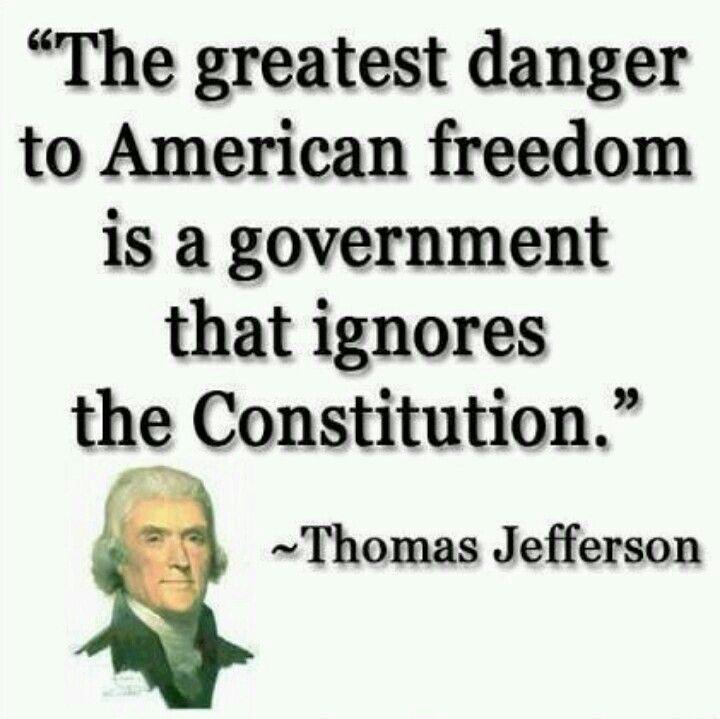 “The greatest danger
to American freedom
is a government
that ignores
the Constitution.”
~Thomas Jefferson